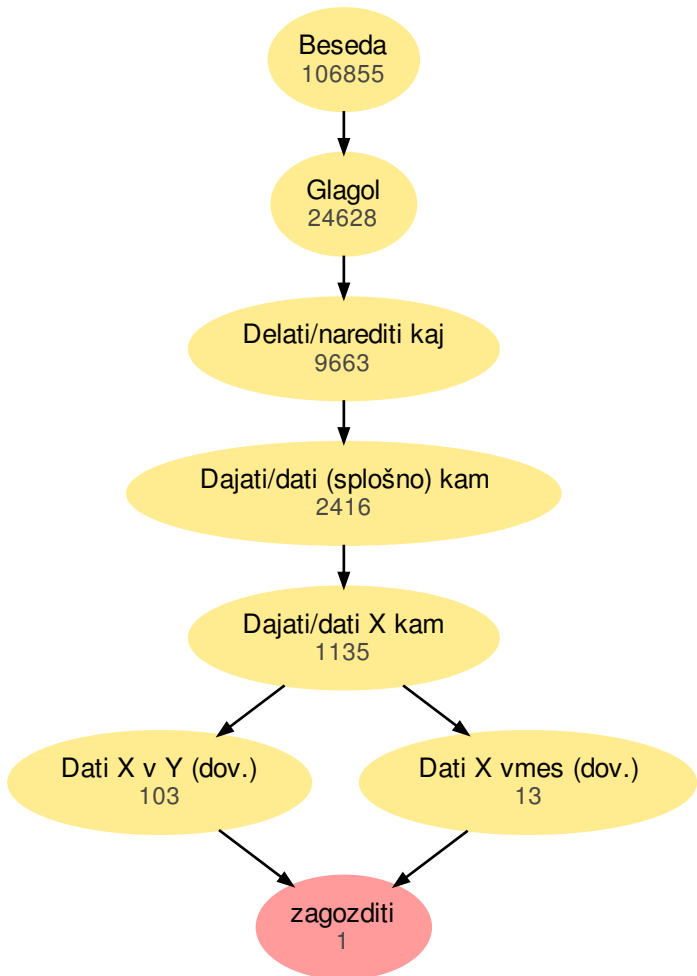 Beseda
106855
Glagol
24628
Delati/narediti kaj
9663
Dajati/dati (splošno) kam
2416
Dajati/dati X kam
1135
Dati X v Y (dov.)
103
Dati X vmes (dov.)
13
zagozditi
1